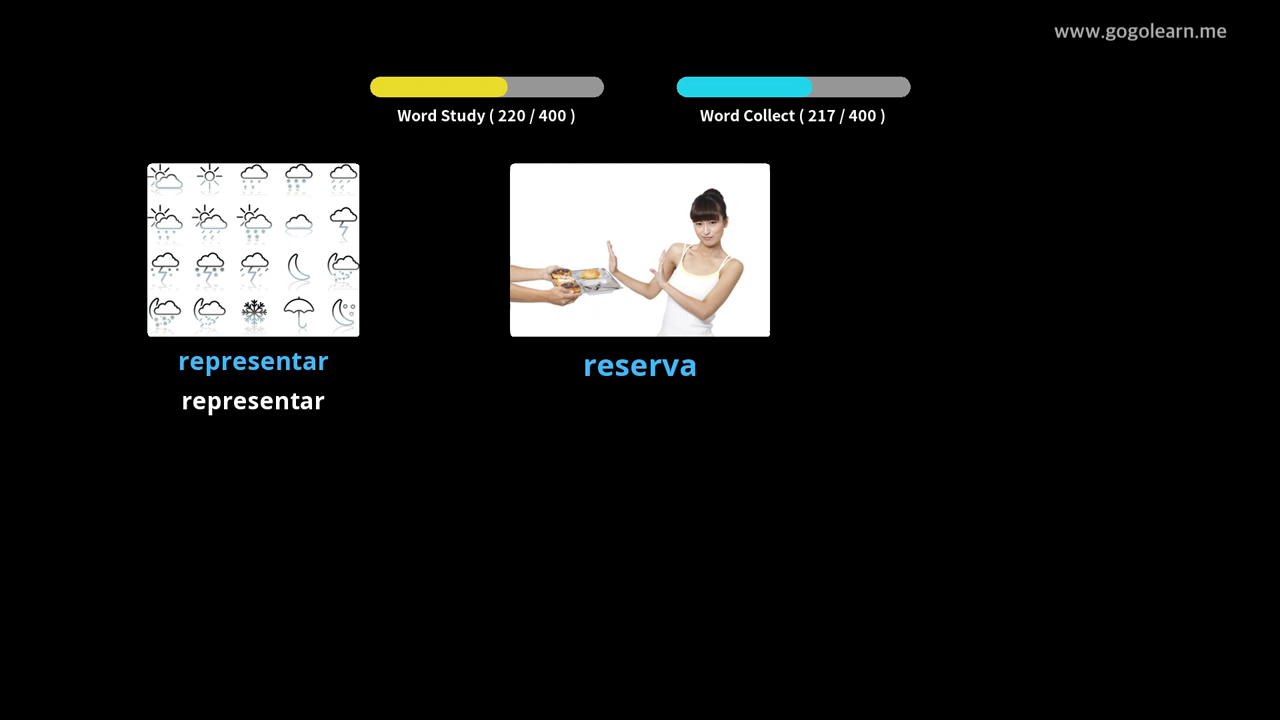 www.gogolearn.me
Word Study ( 220 / 400 )
Word Collect ( 217 / 400 )
representar
representar
reserva